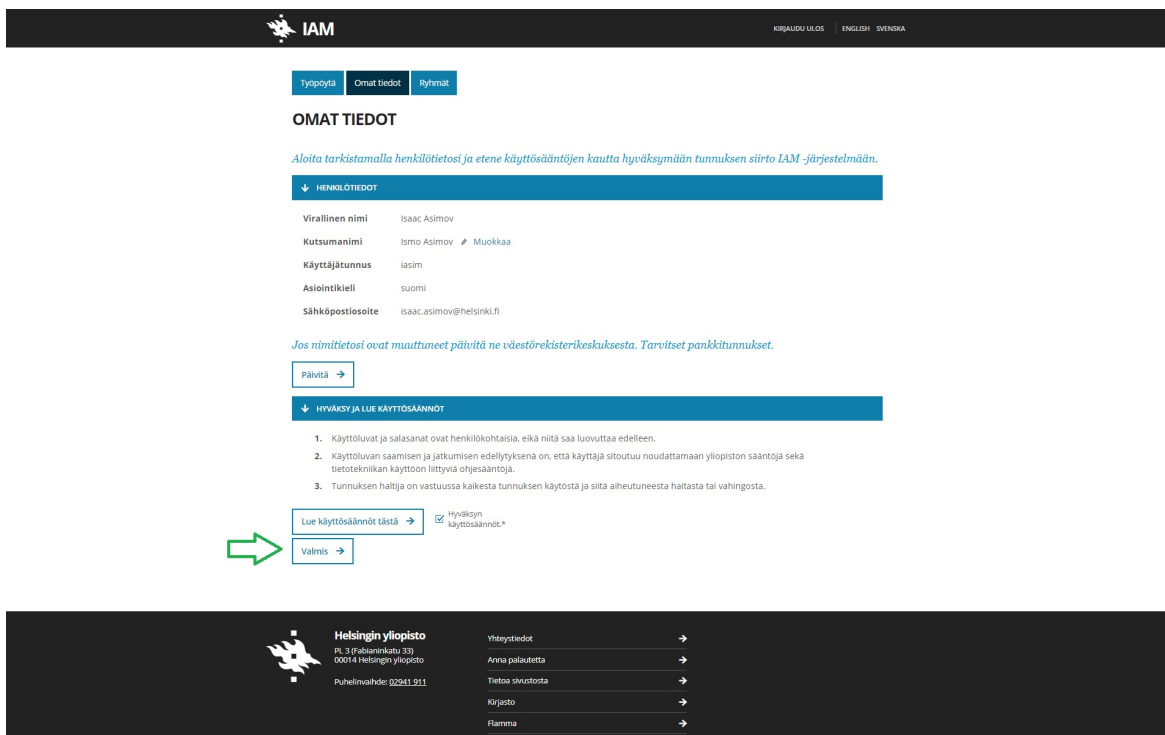 IAM
KIRJAUDU ULOS ENGLISH SVENSKA
Työpöytä Omat tiedot Ryhmät
OMAT TIEDOT
Aloita tarkistamalla henkilötietosi ja etene käyttösääntöjen kautta hyväksymään tunnuksen siirto IAM -järjestelmään.
HENKILÖTIEDOT
Virallinen nimi Isaac Asimov
Kutsumanimi Ismo Asimov Muokkaa
Käyttäjätunnus iasim
Asiointikieli suomi
Sähköpostiosoite isaac.asimov@helsinki.fi
Jos nimitietosi ovat muuttuneet päivitä ne väestörekisterikeskuksesta. Tarvitset pankkitunnukset.
Päivitä
HYVÄKSY JA LUE KÄYTTÖSÄÄNNÖT
1. Käyttöluvat ja salasanat ovat henkilökohtaisia, eikä niitä saa luovuttaa edelleen.
2. Käyttöluvan saamisen ja jatkumisen edellytyksenä on, että käyttäjä sitoutuu noudattamaan yliopiston sääntöjä sekä
tietotekniikan käyttöön liittyviä ohjesääntöjä.
3. Tunnuksen haltija on vastuussa kaikesta tunnuksen käytöstä ja siitä aiheutuneesta haitasta tai vahingosta.
Lue käyttösäännöt tästä
Hyväksyn
käyttösäännöt.*
Valmis
Helsingin yliopisto
PL 3 (Fabianinkatu 33)
00014 Helsingin yliopisto
Puhelinvaihde: 02941 911
Yhteystiedot
Anna palautetta
Tietoa sivustosta
Kirjasto
Flamma